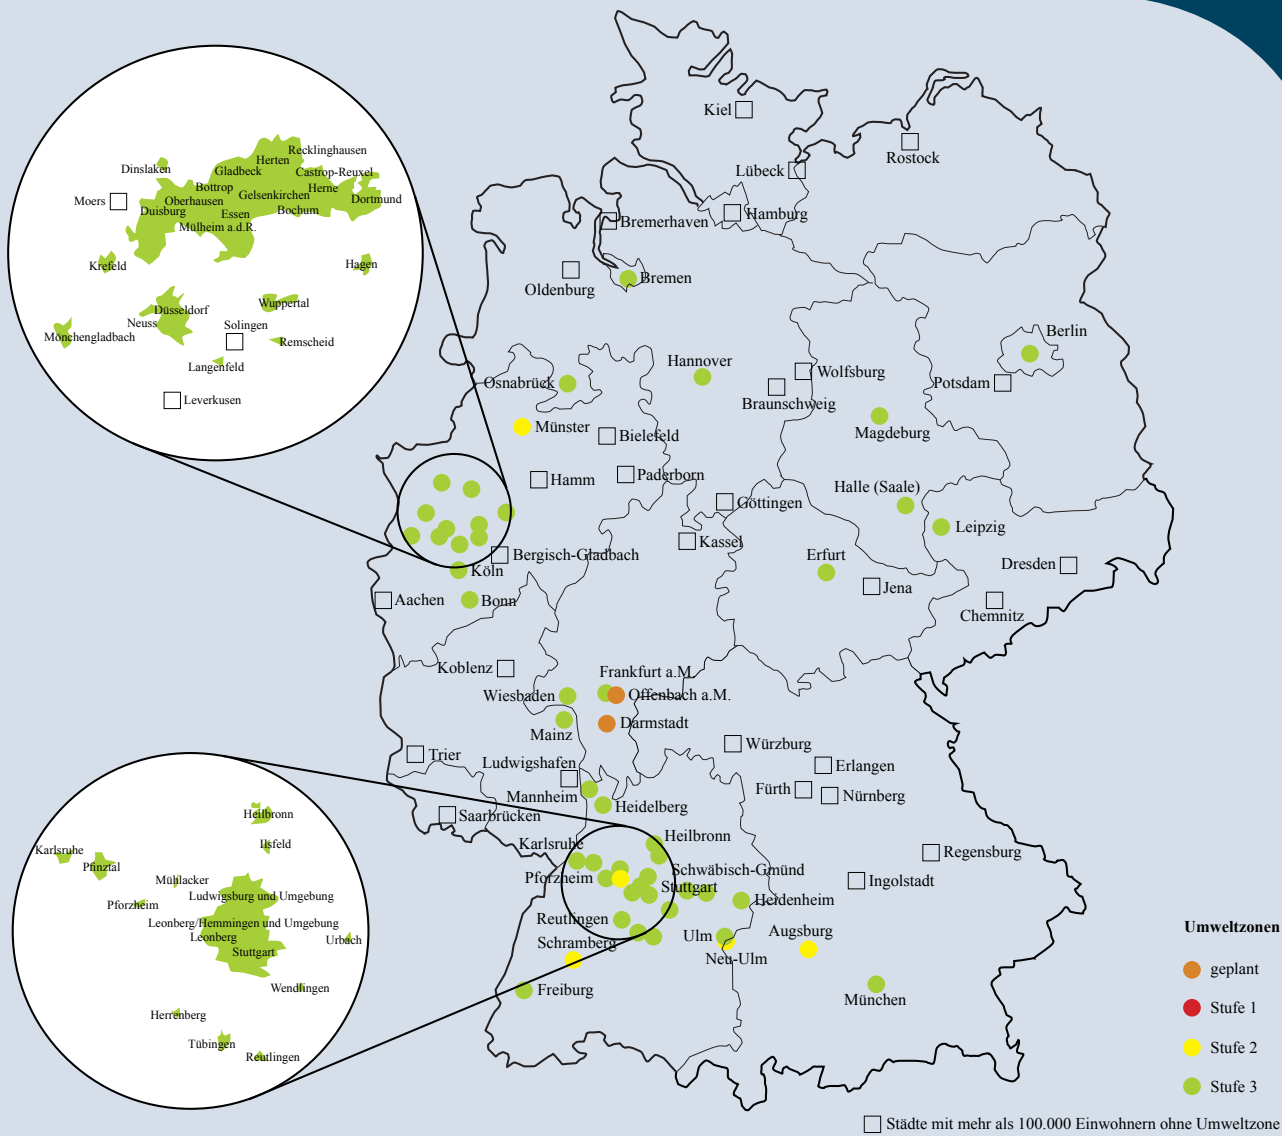 Kiel
Rostock
Lübeck
Hamburg
Bremerhaven
Oldenburg
Bremen
Berlin
Hannover
Wolfsburg
Potsdam
Osnabrück
Braunschweig
Münster
Bielefeld
Magdeburg
Hamm
Paderborn
Halle (Saale)
Göttingen
Leipzig
Kassel
Bergisch-Gladbach
Erfurt
Dresden
Köln
Jena
Aachen
Bonn
Chemnitz
Koblenz
Frankfurt a.M.
Wiesbaden
Offenbach a.M.
Darmstadt
Mainz
Würzburg
Trier
Ludwigshafen
Erlangen
Mannheim
Fürth
Nürnberg
Heidelberg
Saarbrücken
Karlsruhe
Heilbronn
Regensburg
Schwäbisch-Gmünd
Pforzheim
Stuttgart
Ingolstadt
Heidenheim
Reutlingen
Schramberg
Ulm
Augsburg
Neu-Ulm
Freiburg
München
Recklinghausen
Herten
Dinslaken
Gladbeck
Castrop-Reuxel
Bottrop
Herne
Moers
Oberhausen
Gelsenkirchen
Dortmund
Duisburg
Essen
Bochum
Mülheim a.d.R.
Krefeld
Hagen
Wuppertal
Düsseldorf
Neuss
Solingen
Mönchengladbach
Remscheid
Langenfeld
Leverkusen
Heilbronn
Ilsfeld
Karlsruhe
Pfinztal
Mühlacker
Ludwigsburg und Umgebung
Pforzheim
Leonberg/Hemmingen und Umgebung
Leonberg
Urbach
Stuttgart
Wendlingen
Herrenberg
Tübingen
Reutlingen
Umweltzonen
geplant
Stufe 1
Stufe 2
Stufe 3
Städte mit mehr als 100.000 Einwohnern ohne Umweltzone